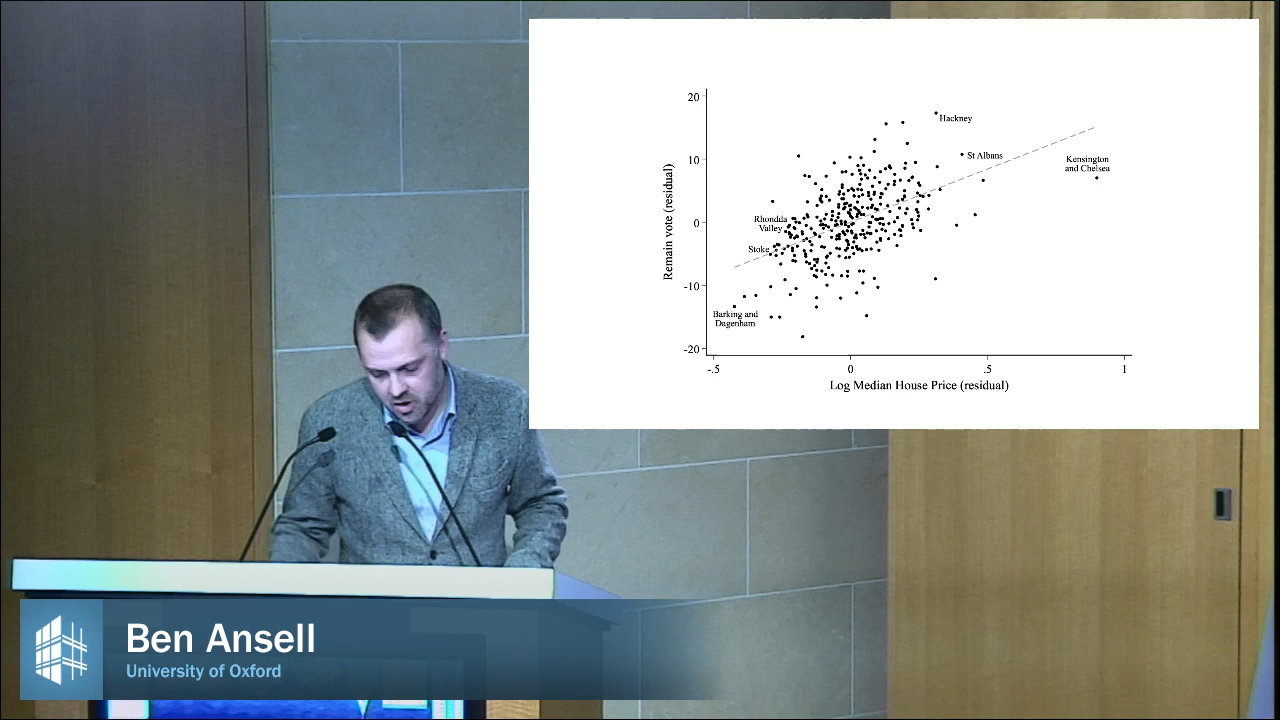 20
10
0
-10
-20
Remain vote (residual)
Hackney
St Albans
Kensington
and Chelsea
Rhondda
Valley
Stoke
Barking and
Dagenham
-.5
0
.5
1
Log Median House Price (residual)
Ben Ansell
University of Oxford